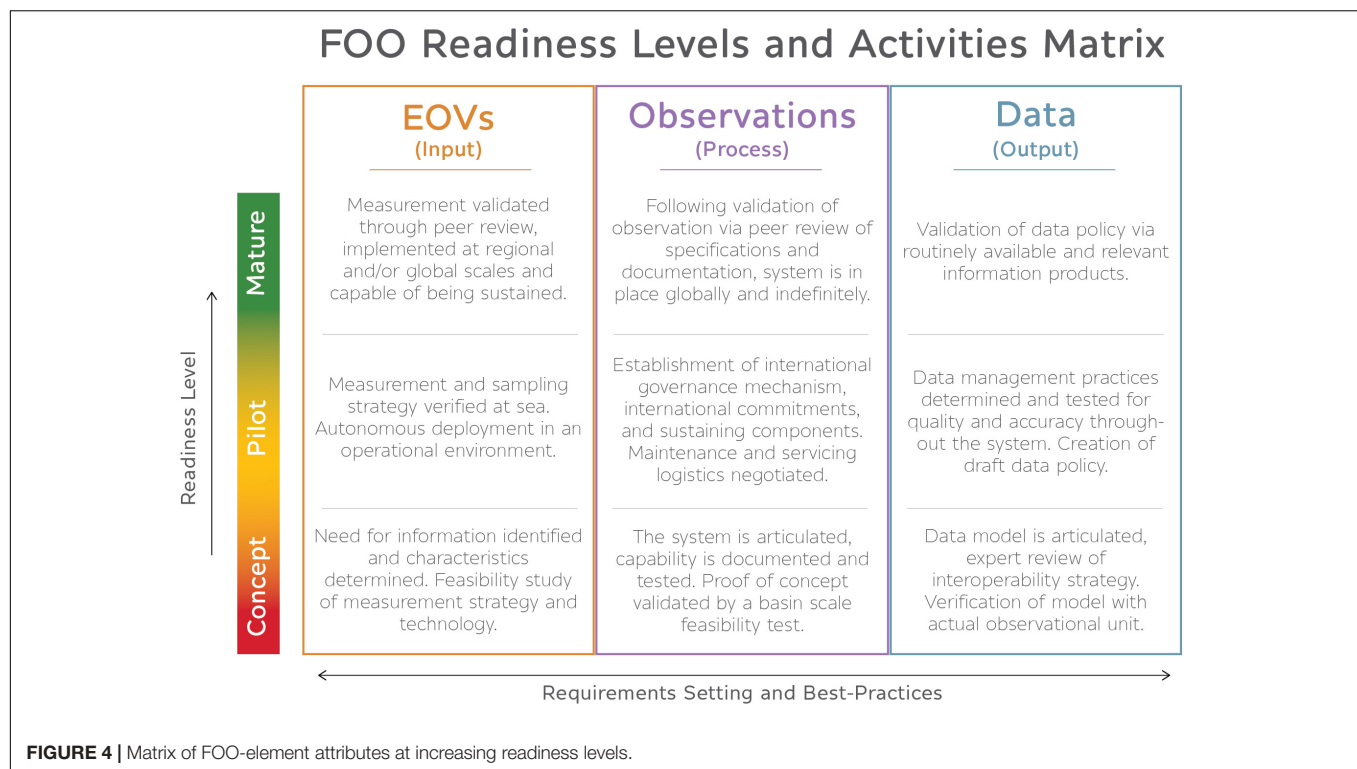 FOO Readiness Levels and Activities Matrix
EOVs
(Input)
Observations
(Process)
Data
(Output)
Readiness Level
Mature
Measurement validated
through peer review,
implemented at regional
and/or global scales and
capable of being sustained.
Following validation of
observation via peer review of
specifications and
documentation, system is in
place globally and indefinitely.
Validation of data policy via
routinely available and relevant
information products.
Pilot
Measurement and sampling
strategy verified at sea.
Autonomous deployment in an
operational environment.
Establishment of international
governance mechanism,
international commitments,
and sustaining components.
Maintenance and servicing
logistics negotiated.
Data management practices
determined and tested for
quality and accuracy through-
out the system. Creation of
draft data policy.
Concept
Need for information identified
and characteristics
determined. Feasibility study
of measurement strategy and
technology.
The system is articulated,
capability is documented and
tested. Proof of concept
validated by a basin scale
feasibility test.
Data model is articulated,
expert review of
interoperability strategy.
Verification of model with
actual observational unit.
Requirements Setting and Best-Practices
FIGURE 4 | Matrix of FOO-element attributes at increasing readiness levels.